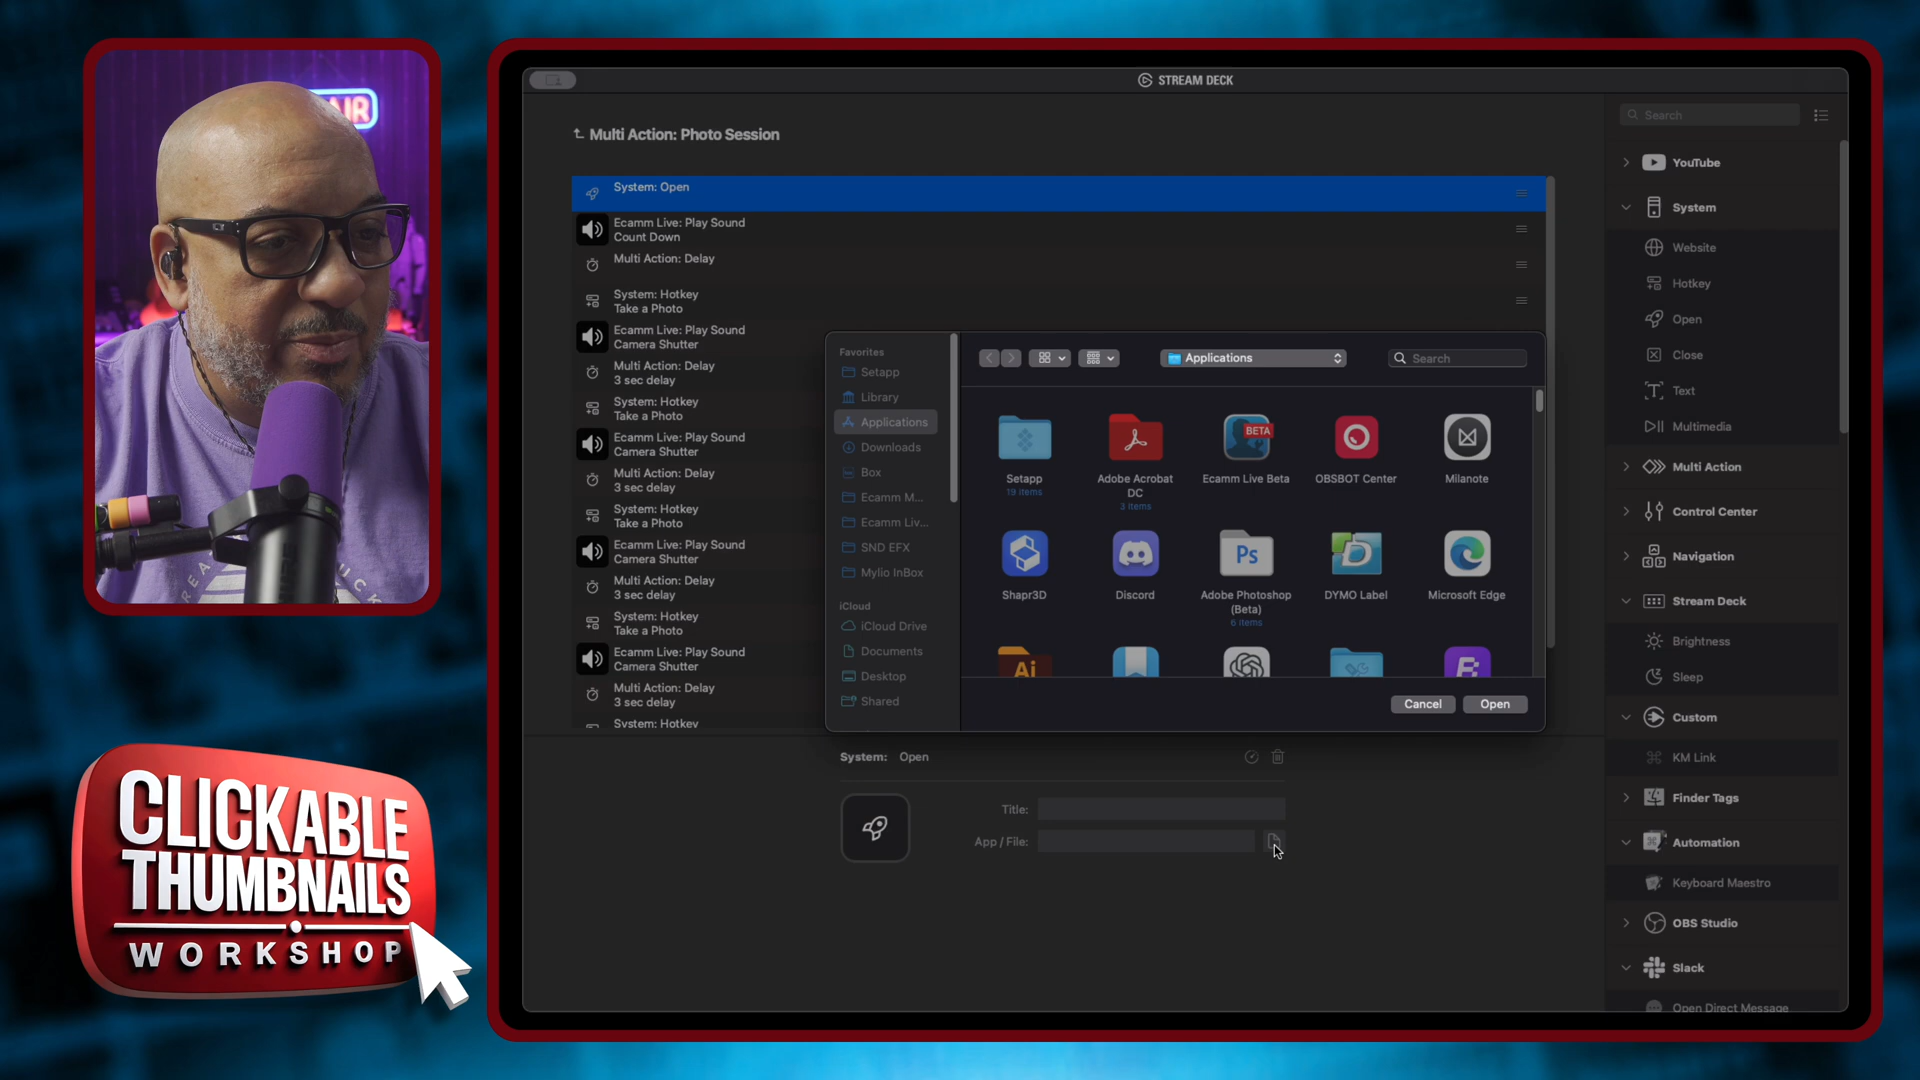 AIR
CLICKABLE
THUMBNAILS
WORKSHOP
STREAM DECK
Multi Action: Photo Session
System: Open
Ecamm Live: Play Sound
Count Down
Multi Action: Delay
System: Hotkey
Take a Photo
Ecamm Live: Play Sound
Camera Shutter
Multi Action: Delay
3 sec delay
System: Hotkey
Take a Photo
Ecamm Live: Play Sound
Camera Shutter
Multi Action: Delay
3 sec delay
System: Hotkey
Take a Photo
Ecamm Live: Play Sound
Camera Shutter
Multi Action: Delay
3 sec delay
System: Hotkey
Take a Photo
Ecamm Live: Play Sound
Camera Shutter
Multi Action: Delay
3 sec delay
System: Hotkey
Favorites
Setapp
Library
Applications
Downloads
Box
Ecamm M...
Ecamm Liv...
SND EFX
Mylio InBox
iCloud
iCloud Drive
Documents
Desktop
Shared
Applications
Search
Setapp
19 items
Adobe Acrobat
DC
3 items
BETA
Ecamm Live Beta
OBSBOT Center
Milanote
Shapr3D
Discord
Ps
Adobe Photoshop
(Beta)
6 items
DYMO Label
Microsoft Edge
Ai
Cancel
Open
System: Open
Title:
App / File:
Search
YouTube
System
Website
Hotkey
Open
Close
Text
Multimedia
Multi Action
Control Center
Navigation
Stream Deck
Brightness
Sleep
Custom
KM Link
Finder Tags
Automation
Keyboard Maestro
OBS Studio
Slack
Open Direct Message